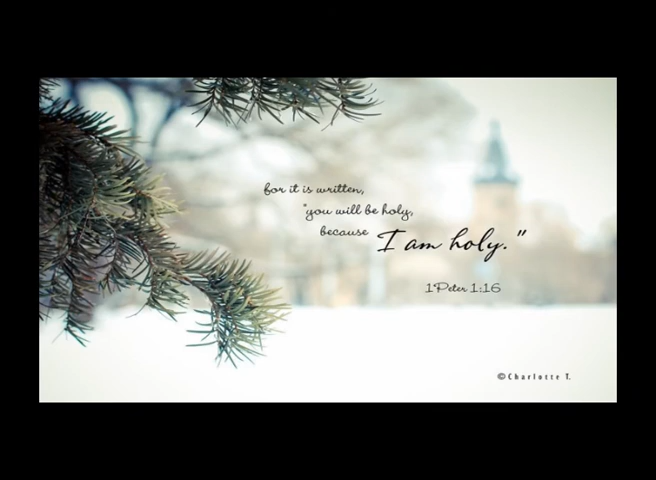 for it is written,
"you will be holy,
because I am holy."
1 Peter 1:16
©Charlotte T.